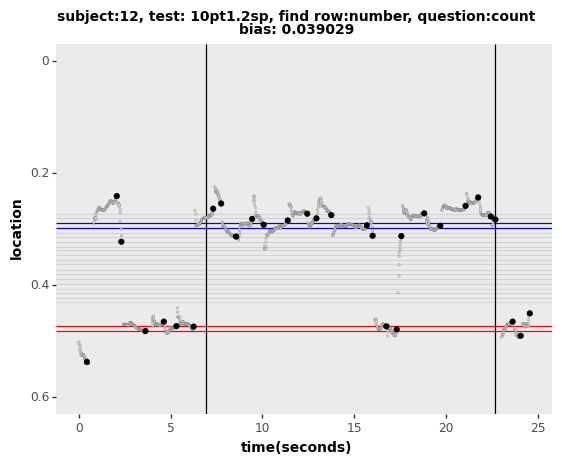 subject:12, test: 10pt1.2sp, find row:number, question:count
bias: 0.039029
0
0.2
0.4
0.6
location
0
5
10
15
20
25
time(seconds)